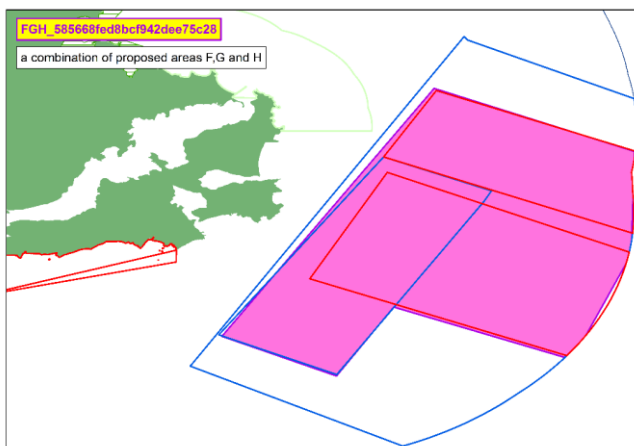 FGH_585668fed8bcf942dee75c28
a combination of proposed areas F,G and H